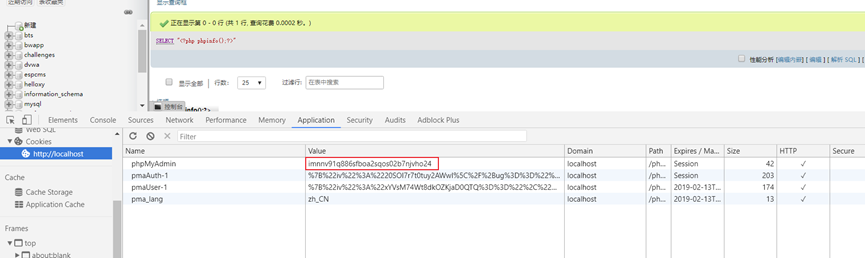 近期访问 表收藏夹
新建
bts
bwapp
challenges
dvwa
espcms
helloxy
information_schema
mysql
显示查询框
正在显示第 0 - 0 行 (共 1 行, 查询花费 0.0002 秒。)
SELECT "<?php phpinfo();?>"
性能分析 [编辑内嵌] [ 编辑 ] [ 解析 SQL ] [
显示全部 | 行数: 25 过滤行: 在表中搜索
控制台
Elements Console Sources Network Performance Memory Application Security Audits Adblock Plus
Web SQL
Cookies
http://localhost
Cache
Cache Storage
Application Cache
Frames
top
about:blank
Filter
Name Value Domain Path Expires / Ma... Size HTTP Secure
phpMyAdmin imnnv91q886sfboa2sqos02b7njvho24 localhost /ph... Session 42 ✓
pmaAuth-1 %7B%22iv%22%3A%2220SOI7r7t0tuy2AWwI%5C%2F%2Bug%3D%3D%22%... localhost /ph... Session 203 ✓
pmaUser-1 %7B%22iv%22%3A%22xYVsM74Wt8dkOZKjaD0QTQ%3D%3D%22%2C%22... localhost /ph... 2019-02-13T... 174 ✓
pma_lang zh_CN localhost /ph... 2019-02-13T... 13 ✓